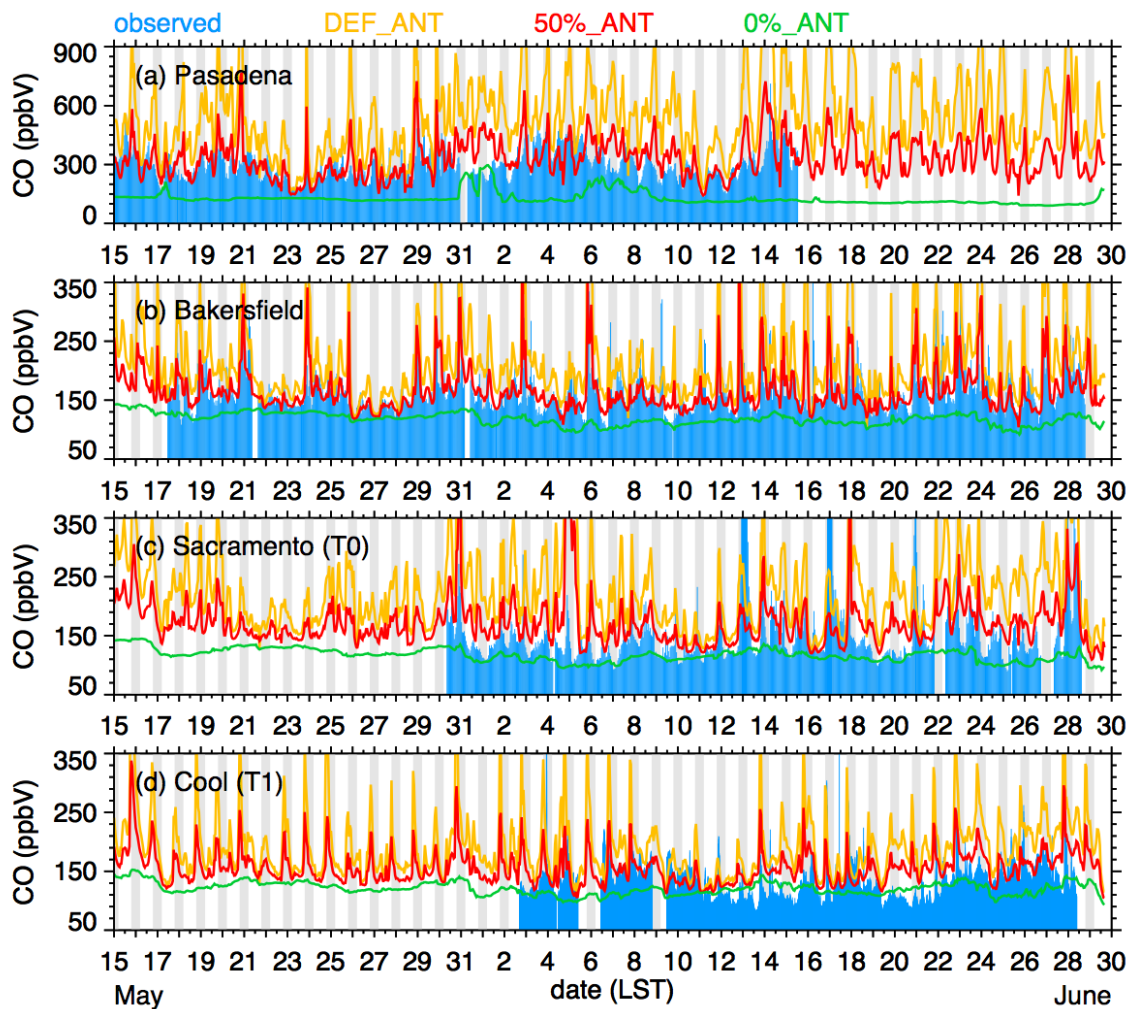 observed DEF_ANT 50%_ANT 0%_ANT
900
(a) Pasadena
600
CO (ppbV)
300
0
15 17 19 21 23 25 27 29 31 2 4 6 8 10 12 14 16 18 20 22 24 26 28 30
350
(b) Bakersfield
250
CO (ppbV)
150
50
15 17 19 21 23 25 27 29 31 2 4 6 8 10 12 14 16 18 20 22 24 26 28 30
350
(c) Sacramento (T0)
250
CO (ppbV)
150
50
15 17 19 21 23 25 27 29 31 2 4 6 8 10 12 14 16 18 20 22 24 26 28 30
350
(d) Cool (T1)
250
CO (ppbV)
150
50
15 17 19 21 23 25 27 29 31 2 4 6 8 10 12 14 16 18 20 22 24 26 28 30
May date (LST) June